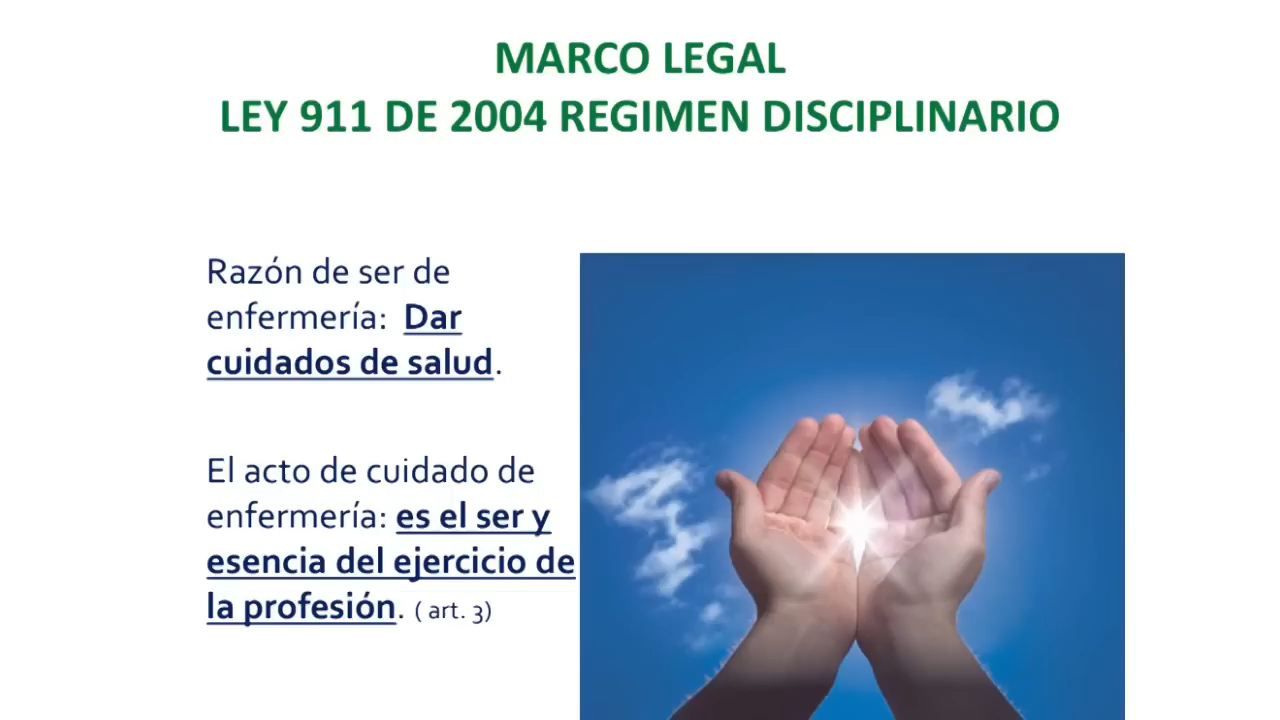 MARCO LEGAL
LEY 911 DE 2004 REGIMEN DISCIPLINARIO
Razón de ser de
enfermería: Dar
cuidados de salud.
El acto de cuidado de
enfermería: es el ser y
esencia del ejercicio de
la profesión. ( art. 3)